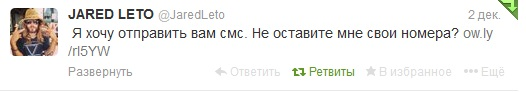 JARED LETO @JaredLeto 2 дек.
Я хочу отправить вам смс. Не оставите мне свои номера? ow.ly
/rI5YW
Развернуть Ответить Ретвиты В избранное Ещё